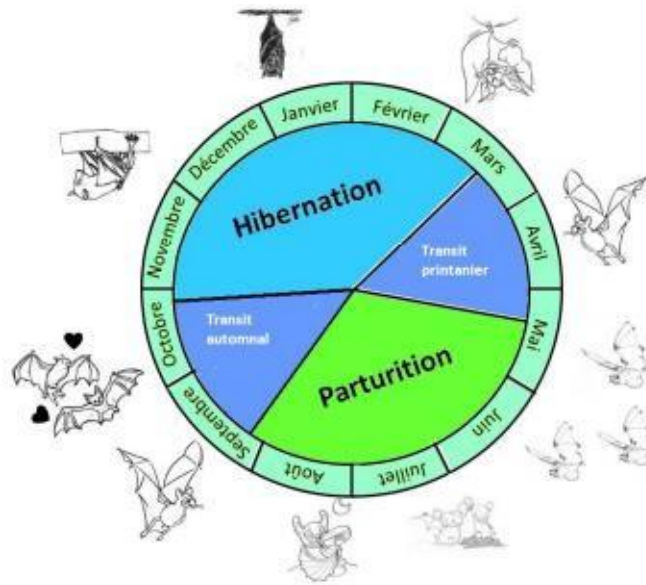 Janvier
Février
Mars
Avril
Mai
Juin
Juillet
Août
Septembre
Octobre
Novembre
Décembre
Hibernation
Transit
printanier
Parturition
Transit
automnal